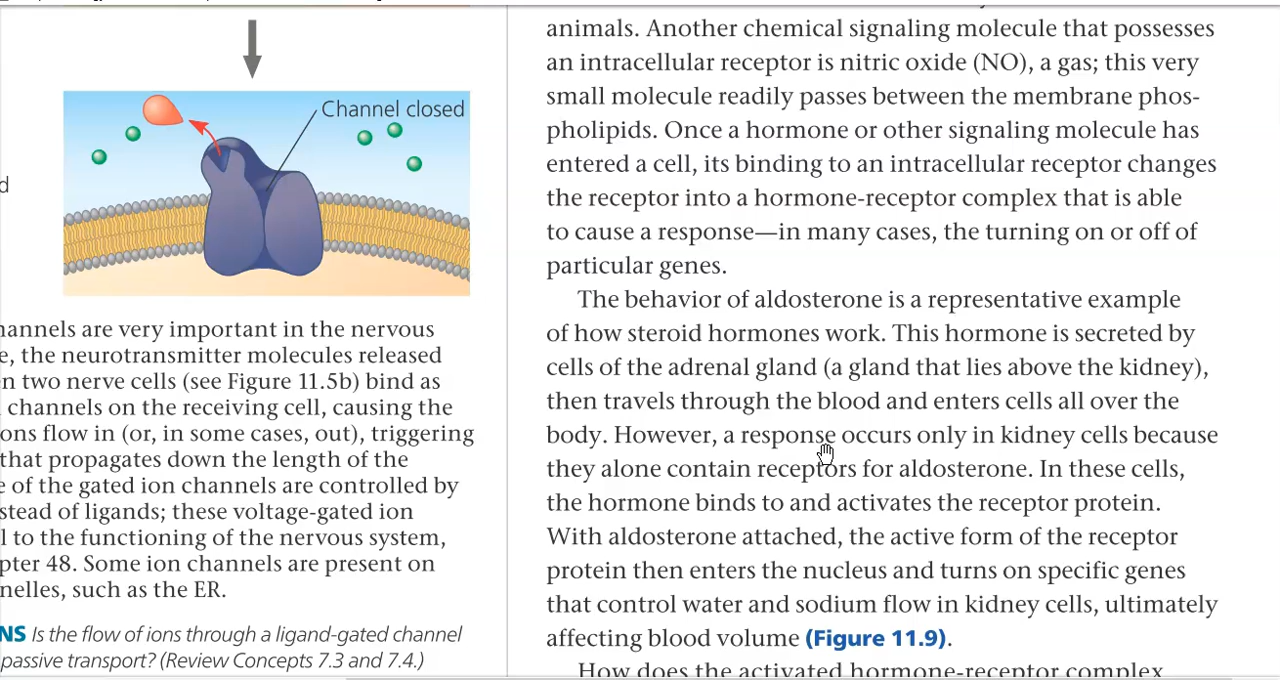 Channel closed
d
hannels are very important in the nervous
e, the neurotransmitter molecules released
n two nerve cells (see Figure 11.5b) bind as
channels on the receiving cell, causing the
ons flow in (or, in some cases, out), triggering
that propagates down the length of the
e of the gated ion channels are controlled by
stead of ligands; these voltage-gated ion
l to the functioning of the nervous system,
pter 48. Some ion channels are present on
nelles, such as the ER.
NS Is the flow of ions through a ligand-gated channel
passive transport? (Review Concepts 7.3 and 7.4.)
animals. Another chemical signaling molecule that possesses
an intracellular receptor is nitric oxide (NO), a gas; this very
small molecule readily passes between the membrane phos-
pholipids. Once a hormone or other signaling molecule has
entered a cell, its binding to an intracellular receptor changes
the receptor into a hormone-receptor complex that is able
to cause a response—in many cases, the turning on or off of
particular genes.
The behavior of aldosterone is a representative example
of how steroid hormones work. This hormone is secreted by
cells of the adrenal gland (a gland that lies above the kidney),
then travels through the blood and enters cells all over the
body. However, a response occurs only in kidney cells because
they alone contain receptors for aldosterone. In these cells,
the hormone binds to and activates the receptor protein.
With aldosterone attached, the active form of the receptor
protein then enters the nucleus and turns on specific genes
that control water and sodium flow in kidney cells, ultimately
affecting blood volume (Figure 11.9).
How does the activated hormone-receptor complex